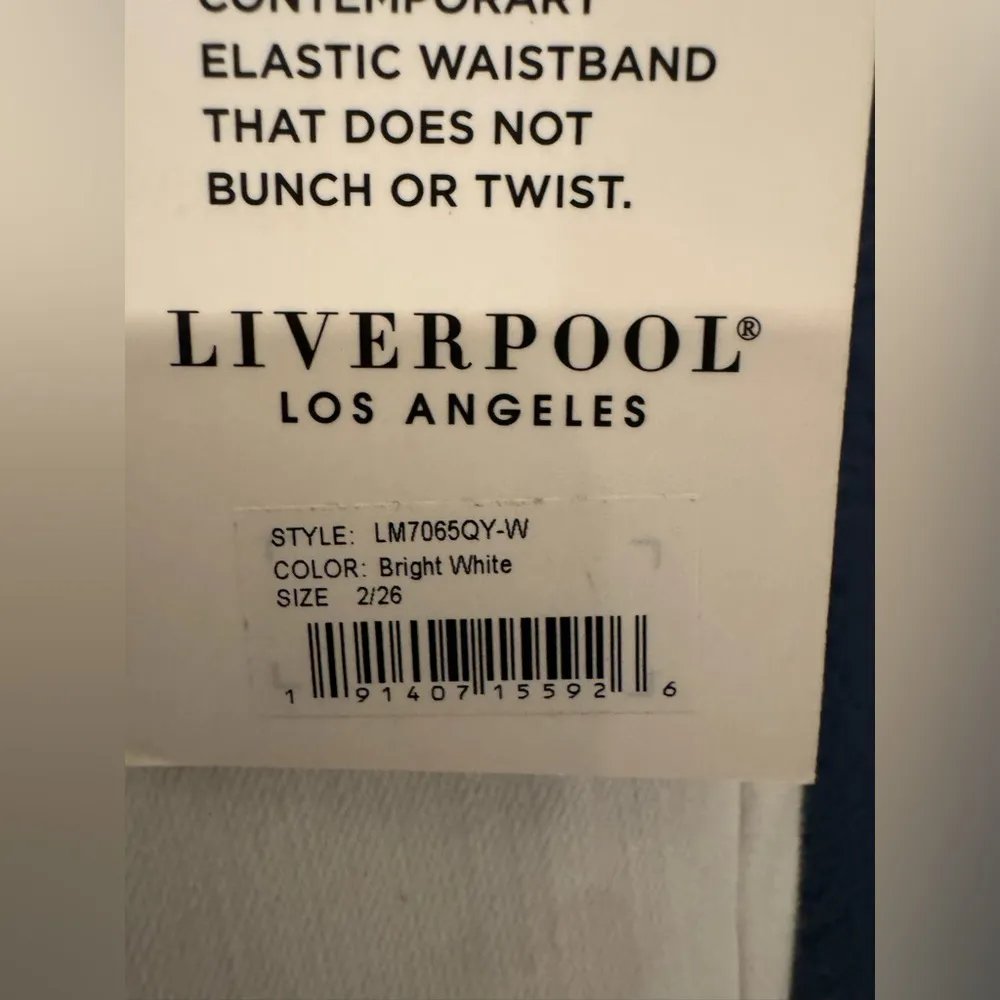 CONTEMPORARY
ELASTIC WAISTBAND
THAT DOES NOT
BUNCH OR TWIST.
LIVERPOOL®
LOS ANGELES
STYLE: LM7065QY-W
COLOR: Bright White
SIZE 2/26
1 91407 15592 6